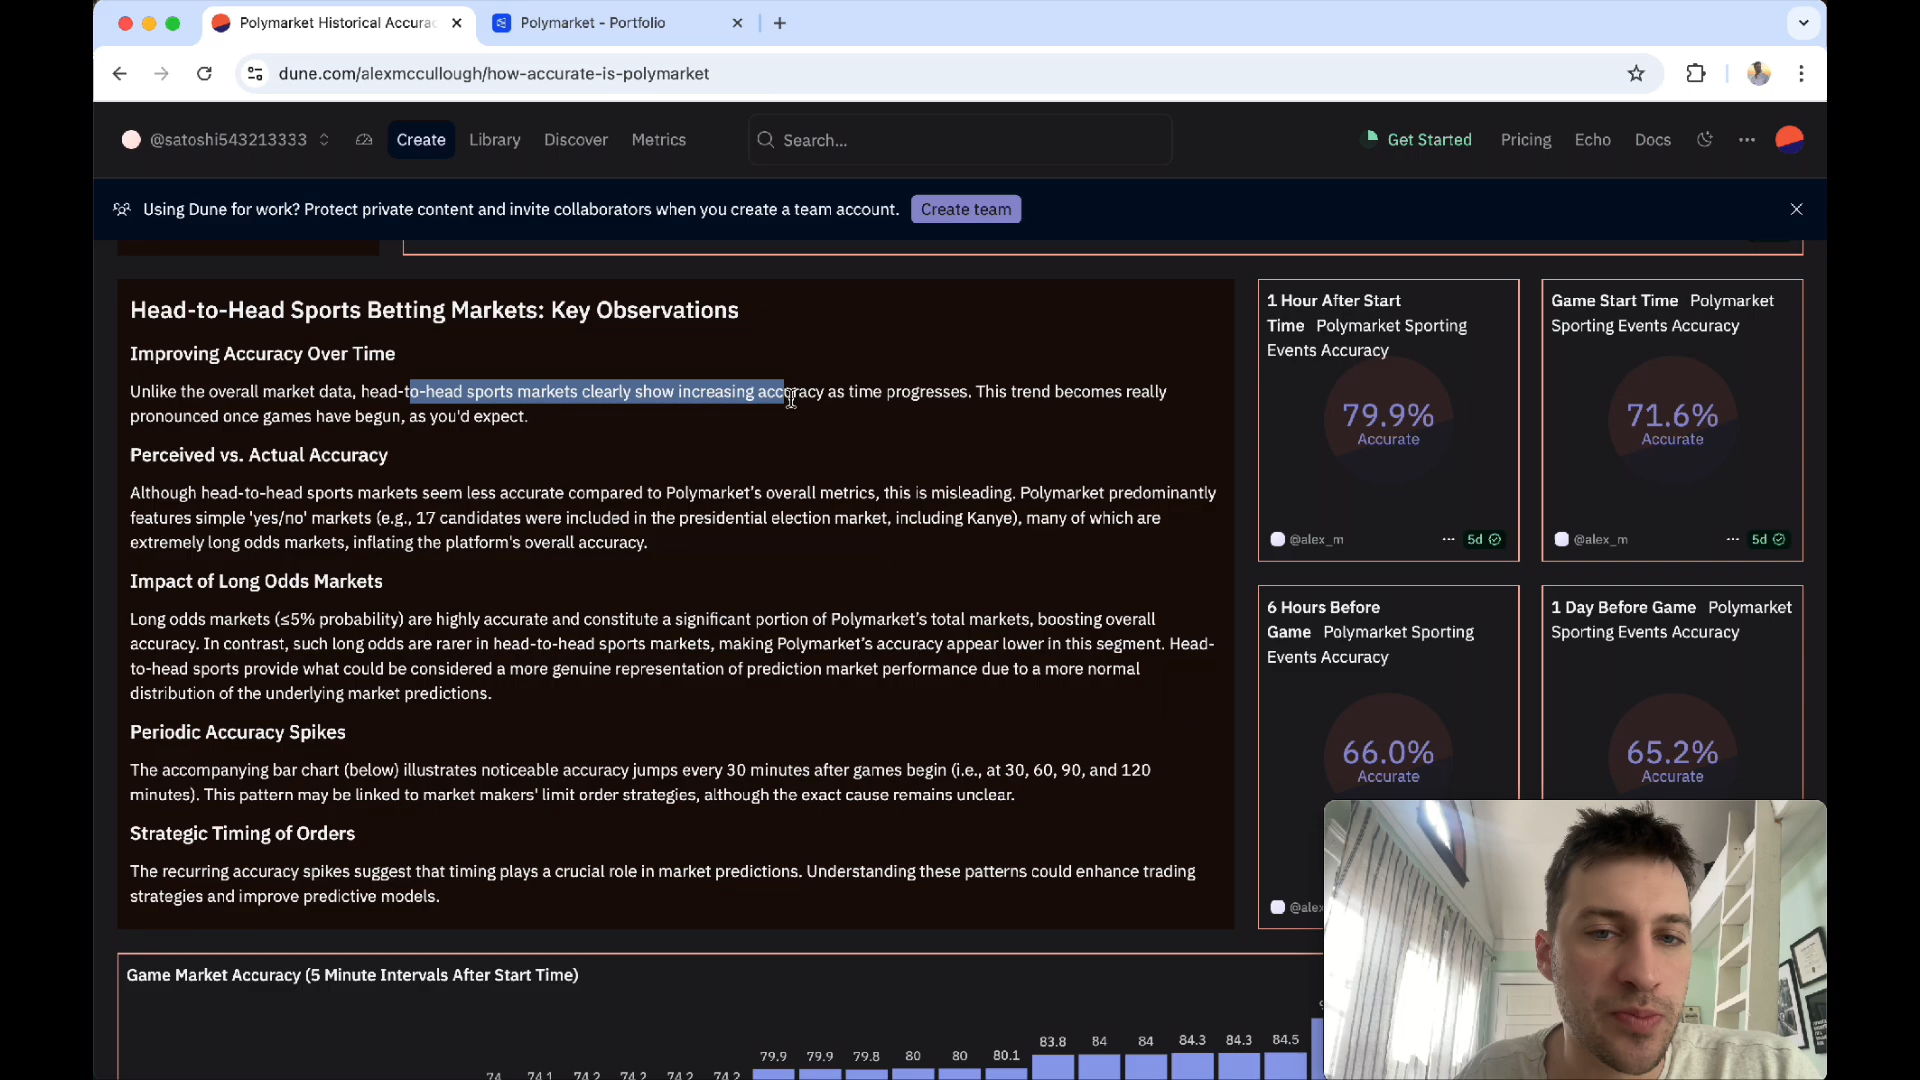 Polymarket Historical Accurac
Polymarket - Portfolio
dune.com/alexmccullough/how-accurate-is-polymarket
@satoshi543213333
Create
Library
Discover
Metrics
Search...
Get Started
Pricing
Echo
Docs
Using Dune for work? Protect private content and invite collaborators when you create a team account.
Create team
Head-to-Head Sports Betting Markets: Key Observations
Improving Accuracy Over Time
Unlike the overall market data, head-to-head sports markets clearly show increasing accuracy as time progresses. This trend becomes really
pronounced once games have begun, as you'd expect.
Perceived vs. Actual Accuracy
Although head-to-head sports markets seem less accurate compared to Polymarket's overall metrics, this is misleading. Polymarket predominantly
features simple 'yes/no' markets (e.g., 17 candidates were included in the presidential election market, including Kanye), many of which are
extremely long odds markets, inflating the platform's overall accuracy.
Impact of Long Odds Markets
Long odds markets (≤5% probability) are highly accurate and constitute a significant portion of Polymarket's total markets, boosting overall
accuracy. In contrast, such long odds are rarer in head-to-head sports markets, making Polymarket's accuracy appear lower in this segment. Head-
to-head sports provide what could be considered a more genuine representation of prediction market performance due to a more normal
distribution of the underlying market predictions.
Periodic Accuracy Spikes
The accompanying bar chart (below) illustrates noticeable accuracy jumps every 30 minutes after games begin (i.e., at 30, 60, 90, and 120
minutes). This pattern may be linked to market makers' limit order strategies, although the exact cause remains unclear.
Strategic Timing of Orders
The recurring accuracy spikes suggest that timing plays a crucial role in market predictions. Understanding these patterns could enhance trading
strategies and improve predictive models.
1 Hour After Start
Time Polymarket Sporting
Events Accuracy
79.9%
Accurate
@alex_m
5d
Game Start Time Polymarket
Sporting Events Accuracy
71.6%
Accurate
@alex_m
5d
6 Hours Before
Game Polymarket Sporting
Events Accuracy
66.0%
Accurate
@alex
1 Day Before Game Polymarket
Sporting Events Accuracy
65.2%
Accurate
Game Market Accuracy (5 Minute Intervals After Start Time)
74 74.1 74.2 74.2 74.2 74.2 79.9 79.9 79.8 80 80 80.1 83.8 84 84 84.3 84.3 84.5